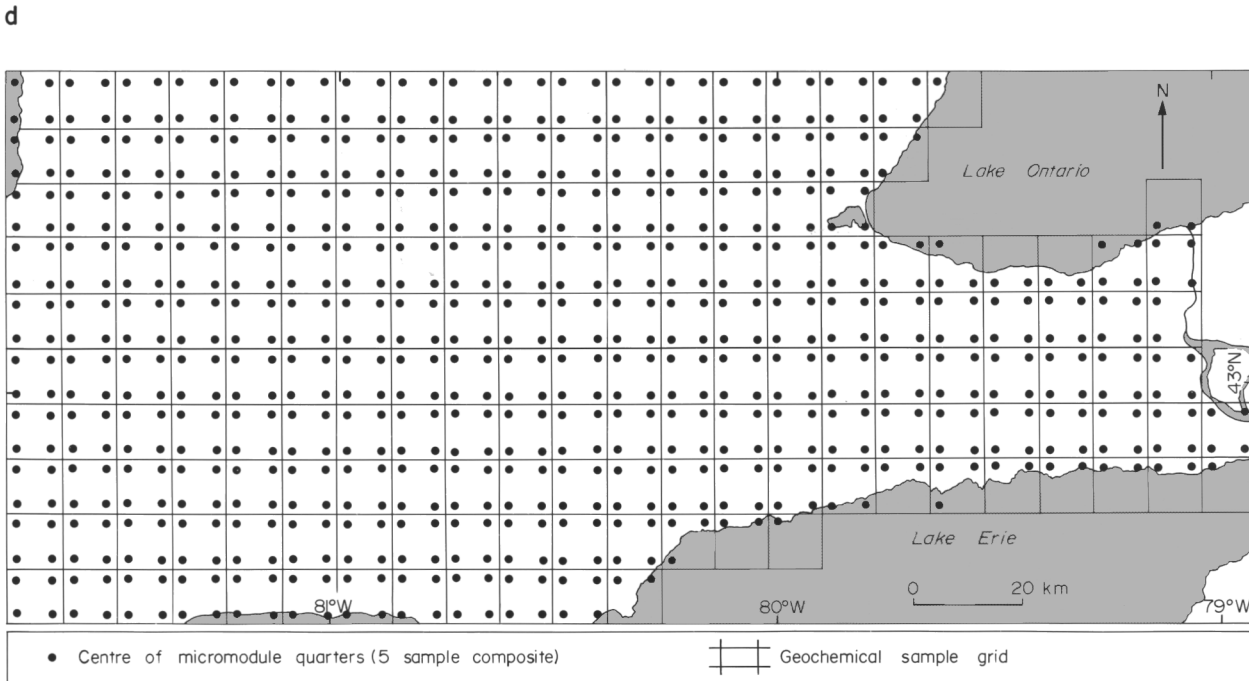 d
N
Lake Ontario
43°N
Lake Erie
0 20 km
81°W
80°W
79°W
Centre of micromodule quarters (5 sample composite)
Geochemical sample grid